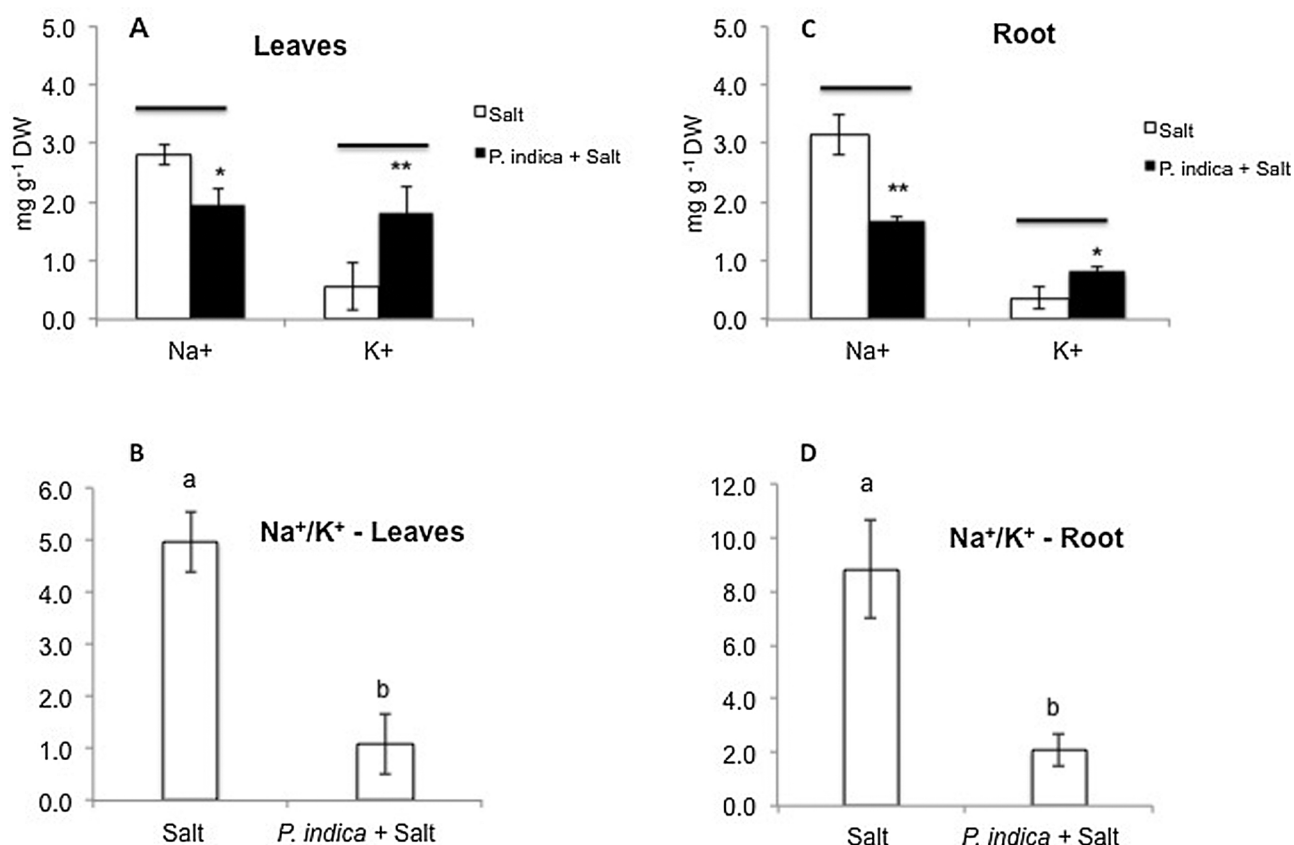 A
Leaves
5.0
4.0
3.0
2.0
1.0
0.0
mg g⁻¹ DW
*
**
Salt
P. indica + Salt
Na+
K+
C
Root
5.0
4.0
3.0
2.0
1.0
0.0
mg g ⁻¹ DW
**
*
Salt
P. indica + Salt
Na+
K+
B
Na⁺/K⁺ - Leaves
6.0
5.0
4.0
3.0
2.0
1.0
0.0
a
b
Salt
P. indica + Salt
D
Na⁺/K⁺ - Root
12.0
10.0
8.0
6.0
4.0
2.0
0.0
a
b
Salt
P. indica + Salt